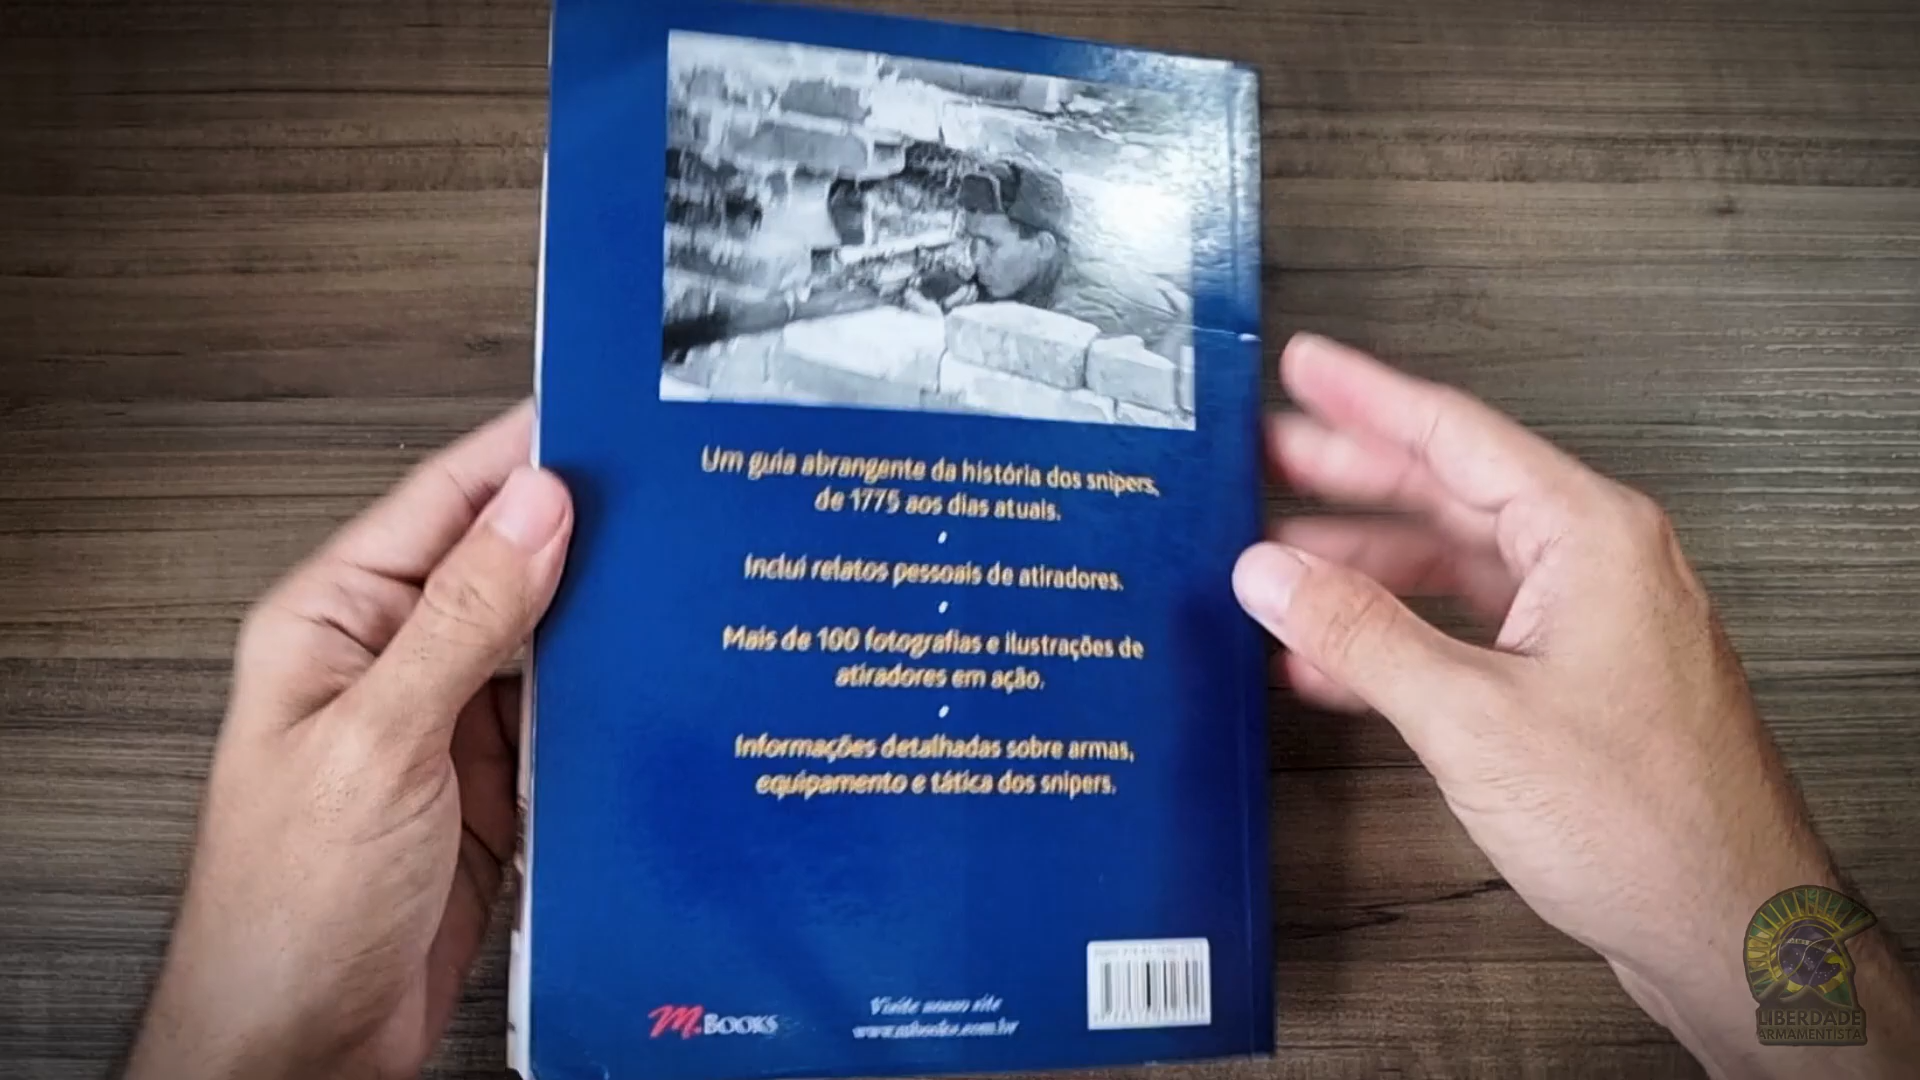 Um guia abrangente da história dos snipers,
de 1775 aos dias atuais.
•
Inclui relatos pessoais de atiradores.
•
Mais de 100 fotografias e ilustrações de
atiradores em ação.
•
Informações detalhadas sobre armas,
equipamento e tática dos snipers.
M.BOOKS
Visite nosso site
www.mbooks.com.br
LIBERDADE
ARMAMENTISTA